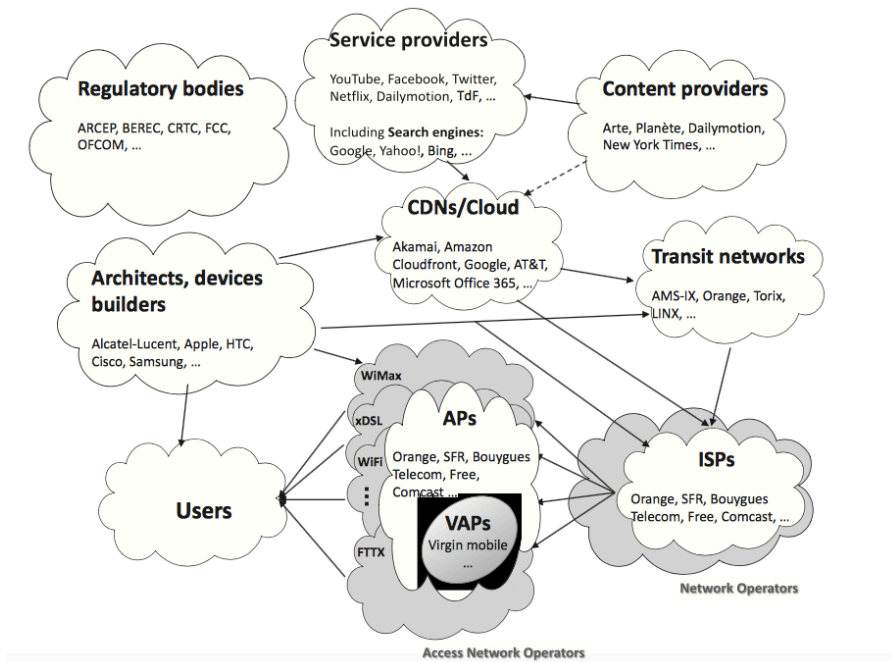 Service providers
YouTube, Facebook, Twitter,
Netflix, Dailymotion, TdF, ...
Including Search engines:
Google, Yahoo!, Bing, ...
Regulatory bodies
ARCEP, BEREC, CRTC, FCC,
OFCOM, ...
Content providers
Arte, Planète, Dailymotion,
New York Times, ...
CDNs/Cloud
Akamai, Amazon
Cloudfront, Google, AT&T,
Microsoft Office 365, ...
Transit networks
AMS-IX, Orange, Torix,
LINX, ...
Architects, devices
builders
Alcatel-Lucent, Apple, HTC,
Cisco, Samsung, ...
WiMax
xDSL
WiFi
⋮
FTTX
APs
Orange, SFR, Bouygues
Telecom, Free,
Comcast ...
VAPs
Virgin mobile
...
ISPs
Orange, SFR, Bouygues
Telecom, Free, Comcast, ...
Users
Network Operators
Access Network Operators